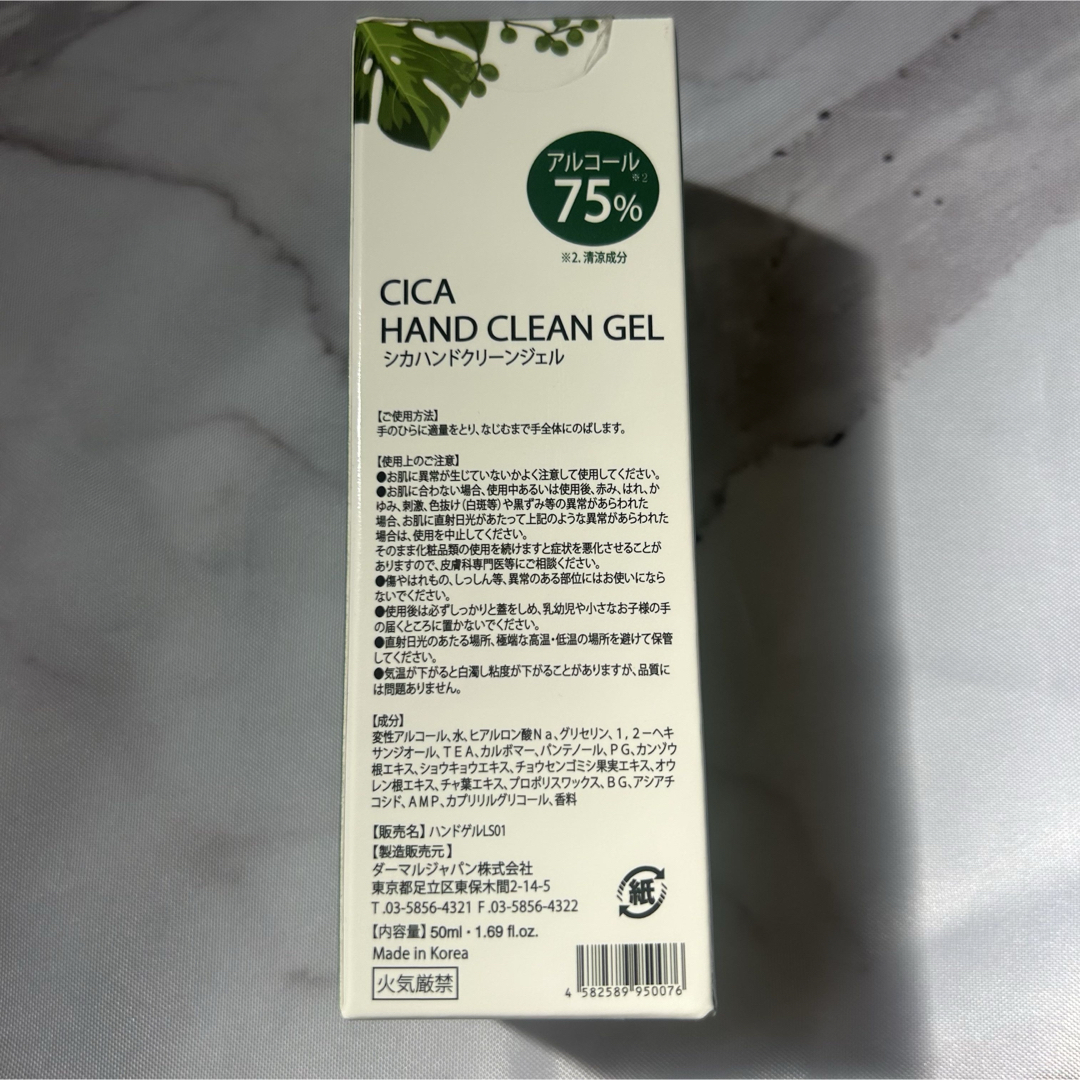 アルコール
※2
75%
※2. 清涼成分
CICA
HAND CLEAN GEL
シカハンドクリーンジェル
【ご使用方法】
手のひらに適量をとり、なじむまで手全体にのばします。
【使用上のご注意】
●お肌に異常が生じていないかよく注意して使用してください。
●お肌に合わない場合、使用中あるいは使用後、赤み、はれ、か
ゆみ、刺激、色抜け(白斑等)や黒ずみ等の異常があらわれた
場合、お肌に直射日光があたって上記のような異常があらわれた
場合は、使用を中止してください。
そのまま化粧品類の使用を続けますと症状を悪化させることが
ありますので、皮膚科専門医等にご相談ください。
●傷やはれもの、しっしん等、異常のある部位にはお使いになら
ないでください。
●使用後は必ずしっかりと蓋をしめ、乳幼児や小さなお子様の手
の届くところに置かないでください。
●直射日光のあたる場所、極端な高温・低温の場所を避けて保管
してください。
●気温が下がると白濁し粘度が下がることがありますが、品質に
は問題ありません。
【成分】
変性アルコール、水、ヒアルロン酸Na、グリセリン、1,2-ヘキ
サンジオール、TEA、カルボマー、パンテノール、PG、カンゾウ
根エキス、ショウキョウエキス、チョウセンゴミシ果実エキス、オウ
レン根エキス、チャ葉エキス、プロポリスワックス、BG、アシアチ
コシド、AMP、カプリリルグリコール、香料
【販売名】ハンドゲルLS01
【製造販売元】
ダーマルジャパン株式会社
東京都足立区東保木間2-14-5
T .03-5856-4321 F .03-5856-4322
【内容量】50ml・1.69 fl.oz.
Made in Korea
火気厳禁
紙
4 582589 950076